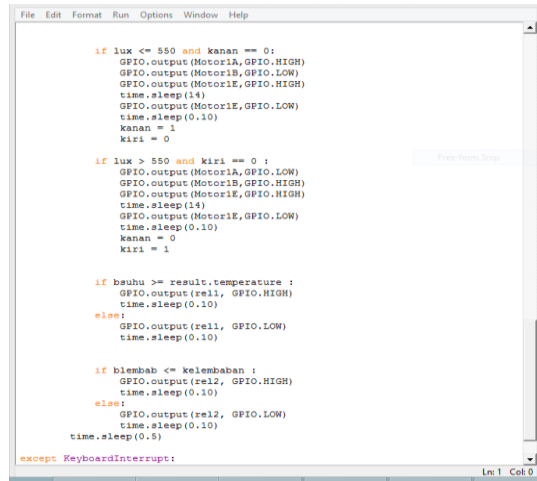 File Edit Format Run Options Window Help
if lux <= 550 and kanan == 0:
GPIO.output(Motor1A,GPIO.HIGH)
GPIO.output(Motor1B,GPIO.LOW)
GPIO.output(Motor1E,GPIO.HIGH)
time.sleep(14)
GPIO.output(Motor1E,GPIO.LOW)
time.sleep(0.10)
kanan = 1
kiri = 0
if lux > 550 and kiri == 0 :
GPIO.output(Motor1A,GPIO.LOW)
GPIO.output(Motor1B,GPIO.HIGH)
GPIO.output(Motor1E,GPIO.HIGH)
time.sleep(14)
GPIO.output(Motor1E,GPIO.LOW)
time.sleep(0.10)
kanan = 0
kiri = 1
Free-form Snip
if bsuhu >= result.temperature :
GPIO.output(rel1, GPIO.HIGH)
time.sleep(0.10)
else:
GPIO.output(rel1, GPIO.LOW)
time.sleep(0.10)
if blembab <= kelembaban :
GPIO.output(rel2, GPIO.HIGH)
time.sleep(0.10)
else:
GPIO.output(rel2, GPIO.LOW)
time.sleep(0.10)
time.sleep(0.5)
except KeyboardInterrupt:
Ln: 1 Col: 0